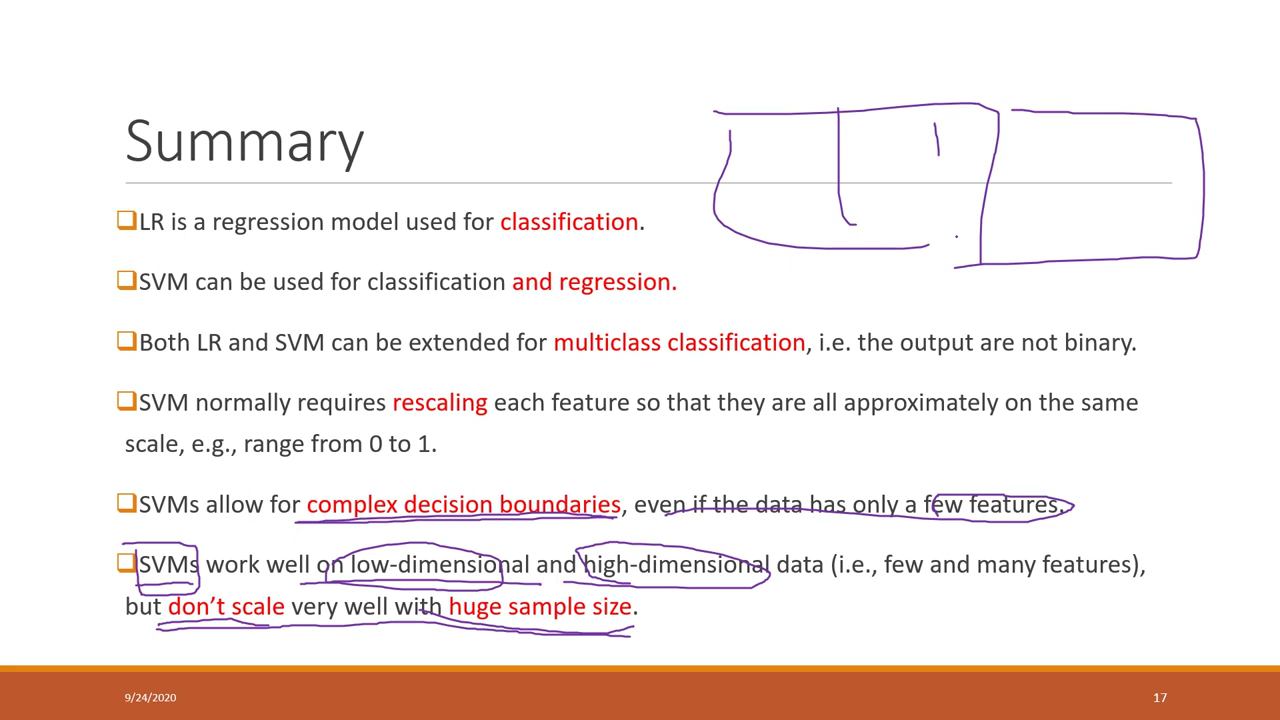 Summary
LR is a regression model used for classification.
SVM can be used for classification and regression.
Both LR and SVM can be extended for multiclass classification, i.e. the output are not binary.
SVM normally requires rescaling each feature so that they are all approximately on the same
scale, e.g., range from 0 to 1.
SVMs allow for complex decision boundaries, even if the data has only a few features.
SVMs work well on low-dimensional and high-dimensional data (i.e., few and many features),
but don't scale very well with huge sample size.
9/24/2020
17